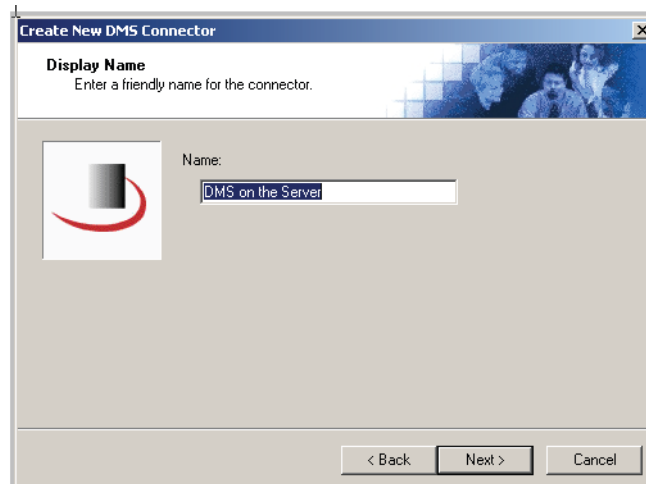 Create New DMS Connector
Display Name
Enter a friendly name for the connector.
Name:
DMS on the Server
< Back Next > Cancel